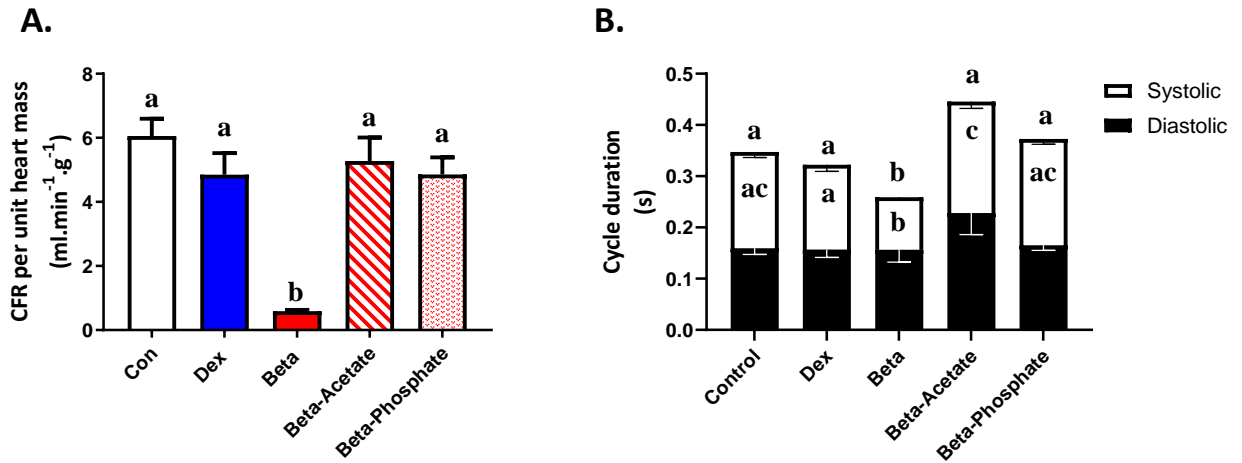 A.
CFR per unit heart mass
(ml.min⁻¹.g⁻¹)
8
6
4
2
0
a
a
b
a
a
Con
Dex
Beta
Beta-Acetate
Beta-Phosphate
B.
Cycle duration
(s)
0.5
0.4
0.3
0.2
0.1
0.0
a
a
b
a
a
ac
a
b
c
ac
Control
Dex
Beta
Beta-Acetate
Beta-Phosphate
Systolic
Diastolic